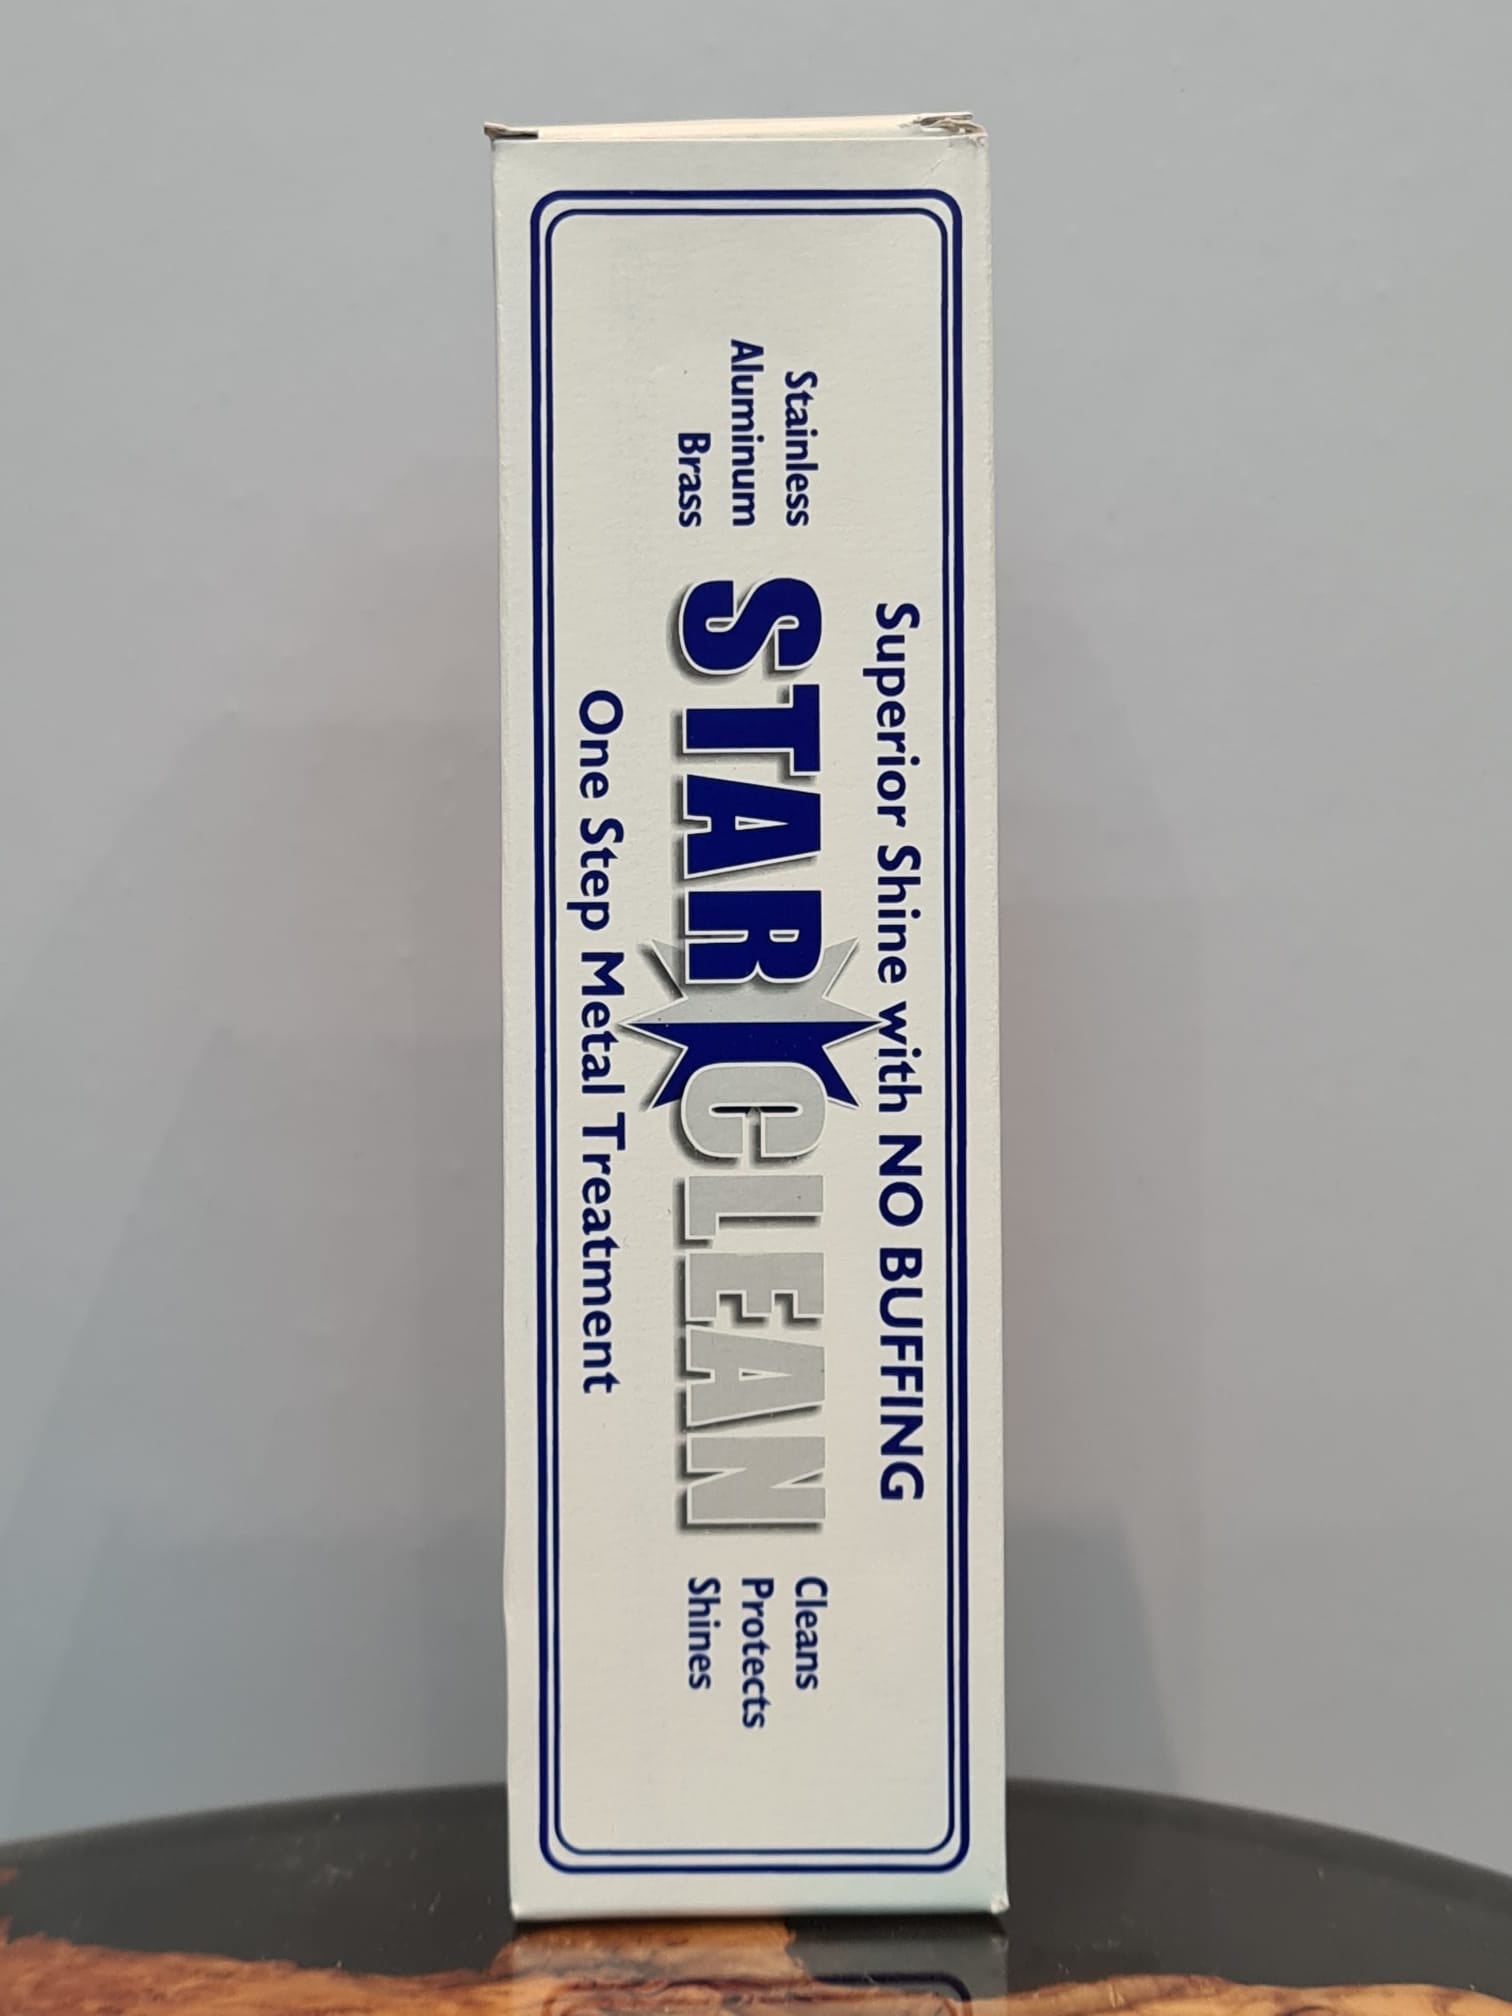 Superior Shine with NO BUFFING
Stainless
Aluminum
Brass
STAR CLEAN
Cleans
Protects
Shines
One Step Metal Treatment